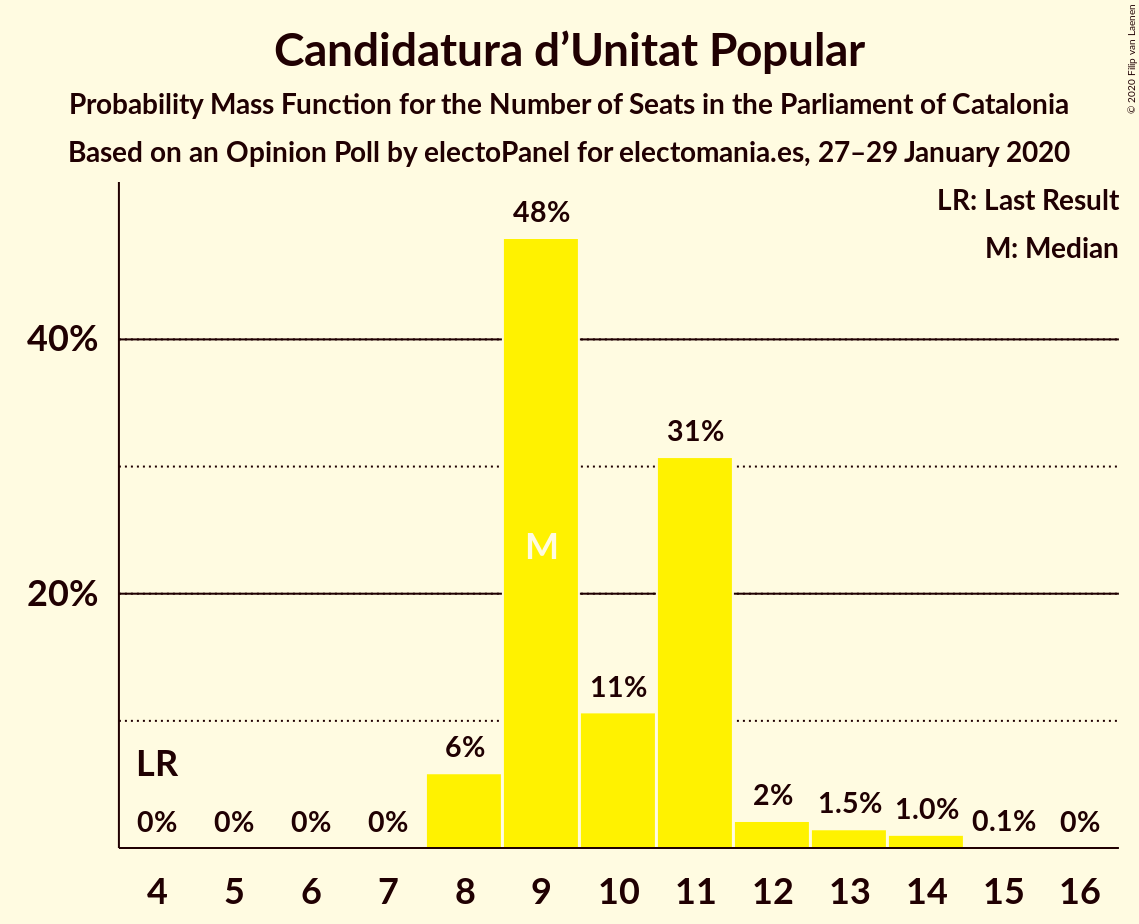 © 2020 Filip van Laenen
Candidatura d’Unitat Popular
Probability Mass Function for the Number of Seats in the Parliament of Catalonia
Based on an Opinion Poll by electoPanel for electomania.es, 27–29 January 2020
LR: Last Result
M: Median
48%
40%
31%
M
20%
11%
6%
LR
2%
1.5%
1.0%
0% 0% 0% 0% 0.1% 0%
4 5 6 7 8 9 10 11 12 13 14 15 16